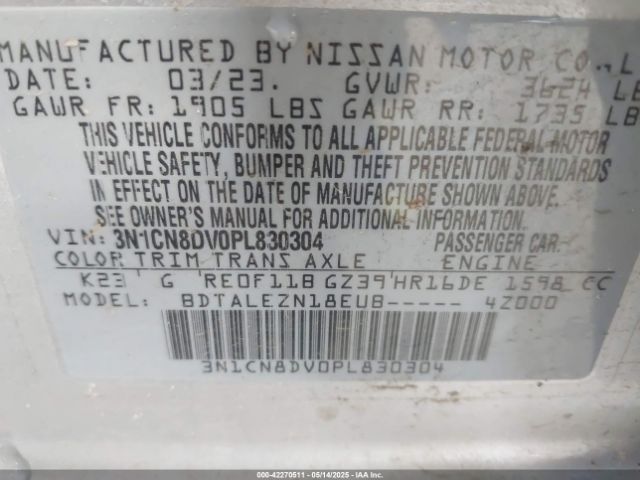 MANUFACTURED BY NISSAN MOTOR CO., L
DATE: 03/23. GVWR: 3624 LB
GAWR FR: 1905 LBS GAWR RR: 1735 LB
THIS VEHICLE CONFORMS TO ALL APPLICABLE FEDERAL MOTOR
VEHICLE SAFETY, BUMPER AND THEFT PREVENTION STANDARDS
IN EFFECT ON THE DATE OF MANUFACTURE SHOWN ABOVE.
SEE OWNER'S MANUAL FOR ADDITIONAL INFORMATION.
VIN: 3N1CN8DV0PL830304 PASSENGER CAR
COLOR TRIM TRANS AXLE ENGINE
K23 G RE0F11B GZ39 HR16DE 1598 CC
MODEL: BDTALEZN18EUB----- 4Z000
3N1CN8DV0PL830304
000-42270511 - 05/14/2025 - IAAI.com